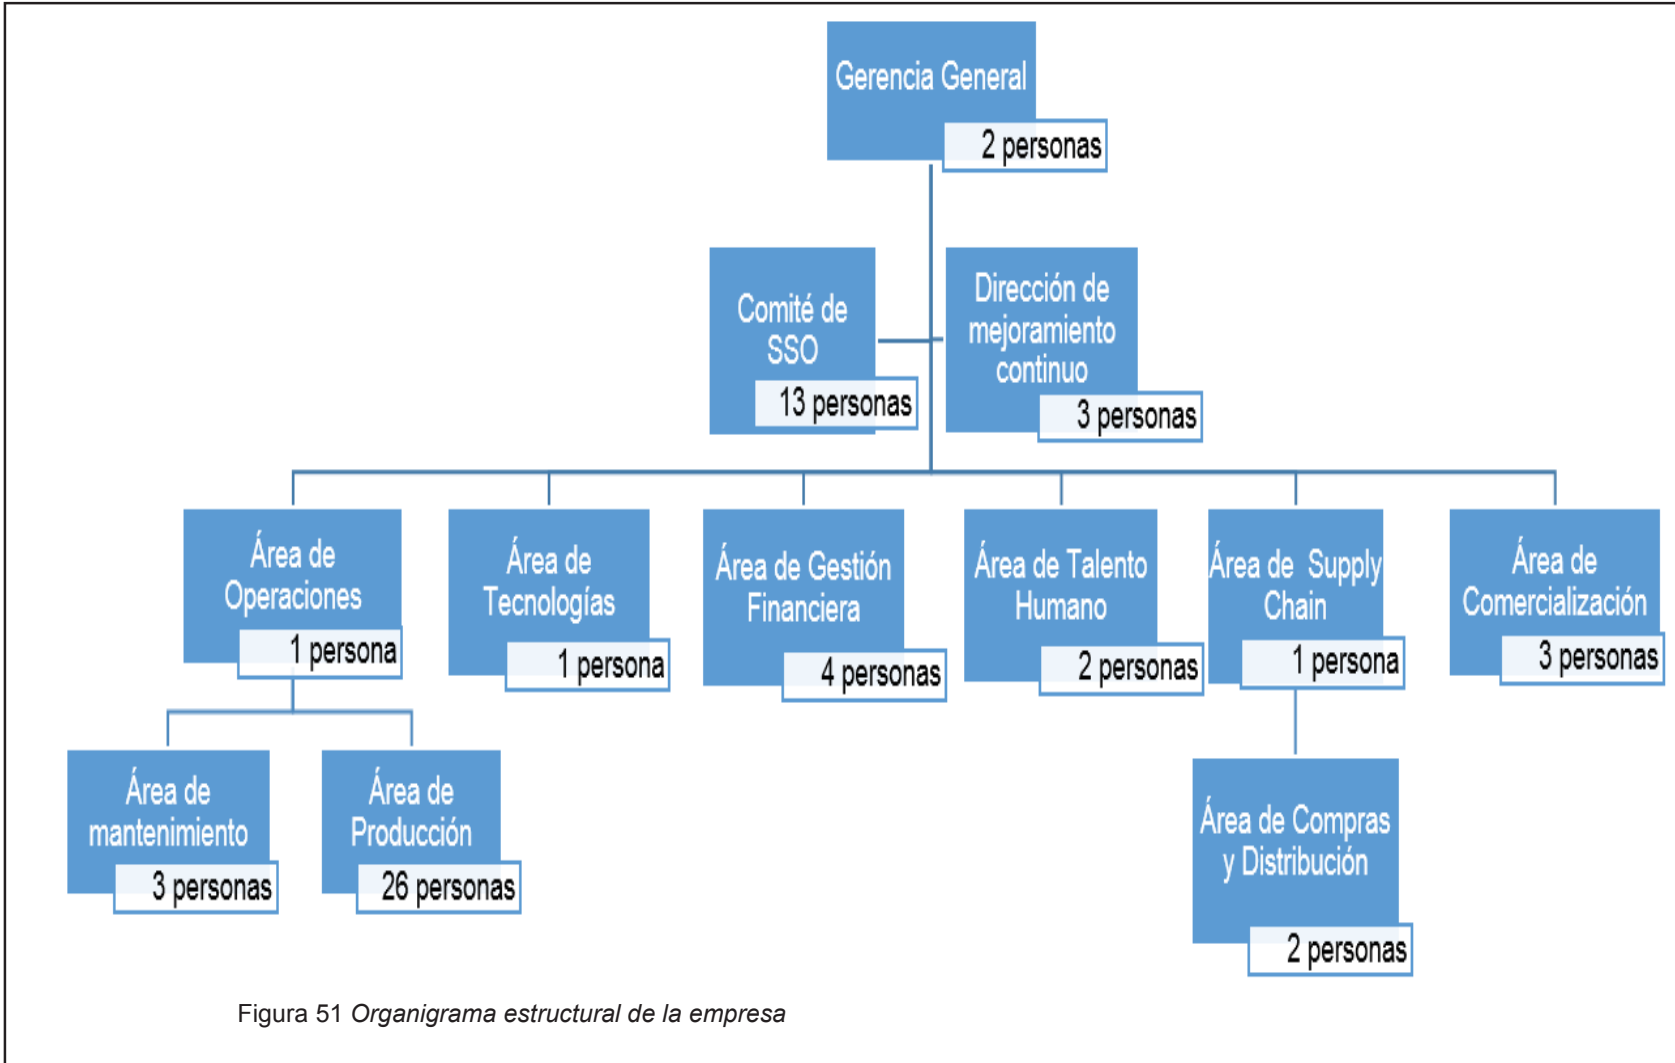 Gerencia General
2 personas
Comité de
SSO
13 personas
Dirección de
mejoramiento
continuo
3 personas
Área de
Operaciones
1 persona
Área de
Tecnologías
1 persona
Área de Gestión
Financiera
4 personas
Área de Talento
Humano
2 personas
Área de Supply
Chain
1 persona
Área de
Comercialización
3 personas
Área de
mantenimiento
3 personas
Área de
Producción
26 personas
Área de Compras
y Distribución
2 personas
Figura 51 Organigrama estructural de la empresa